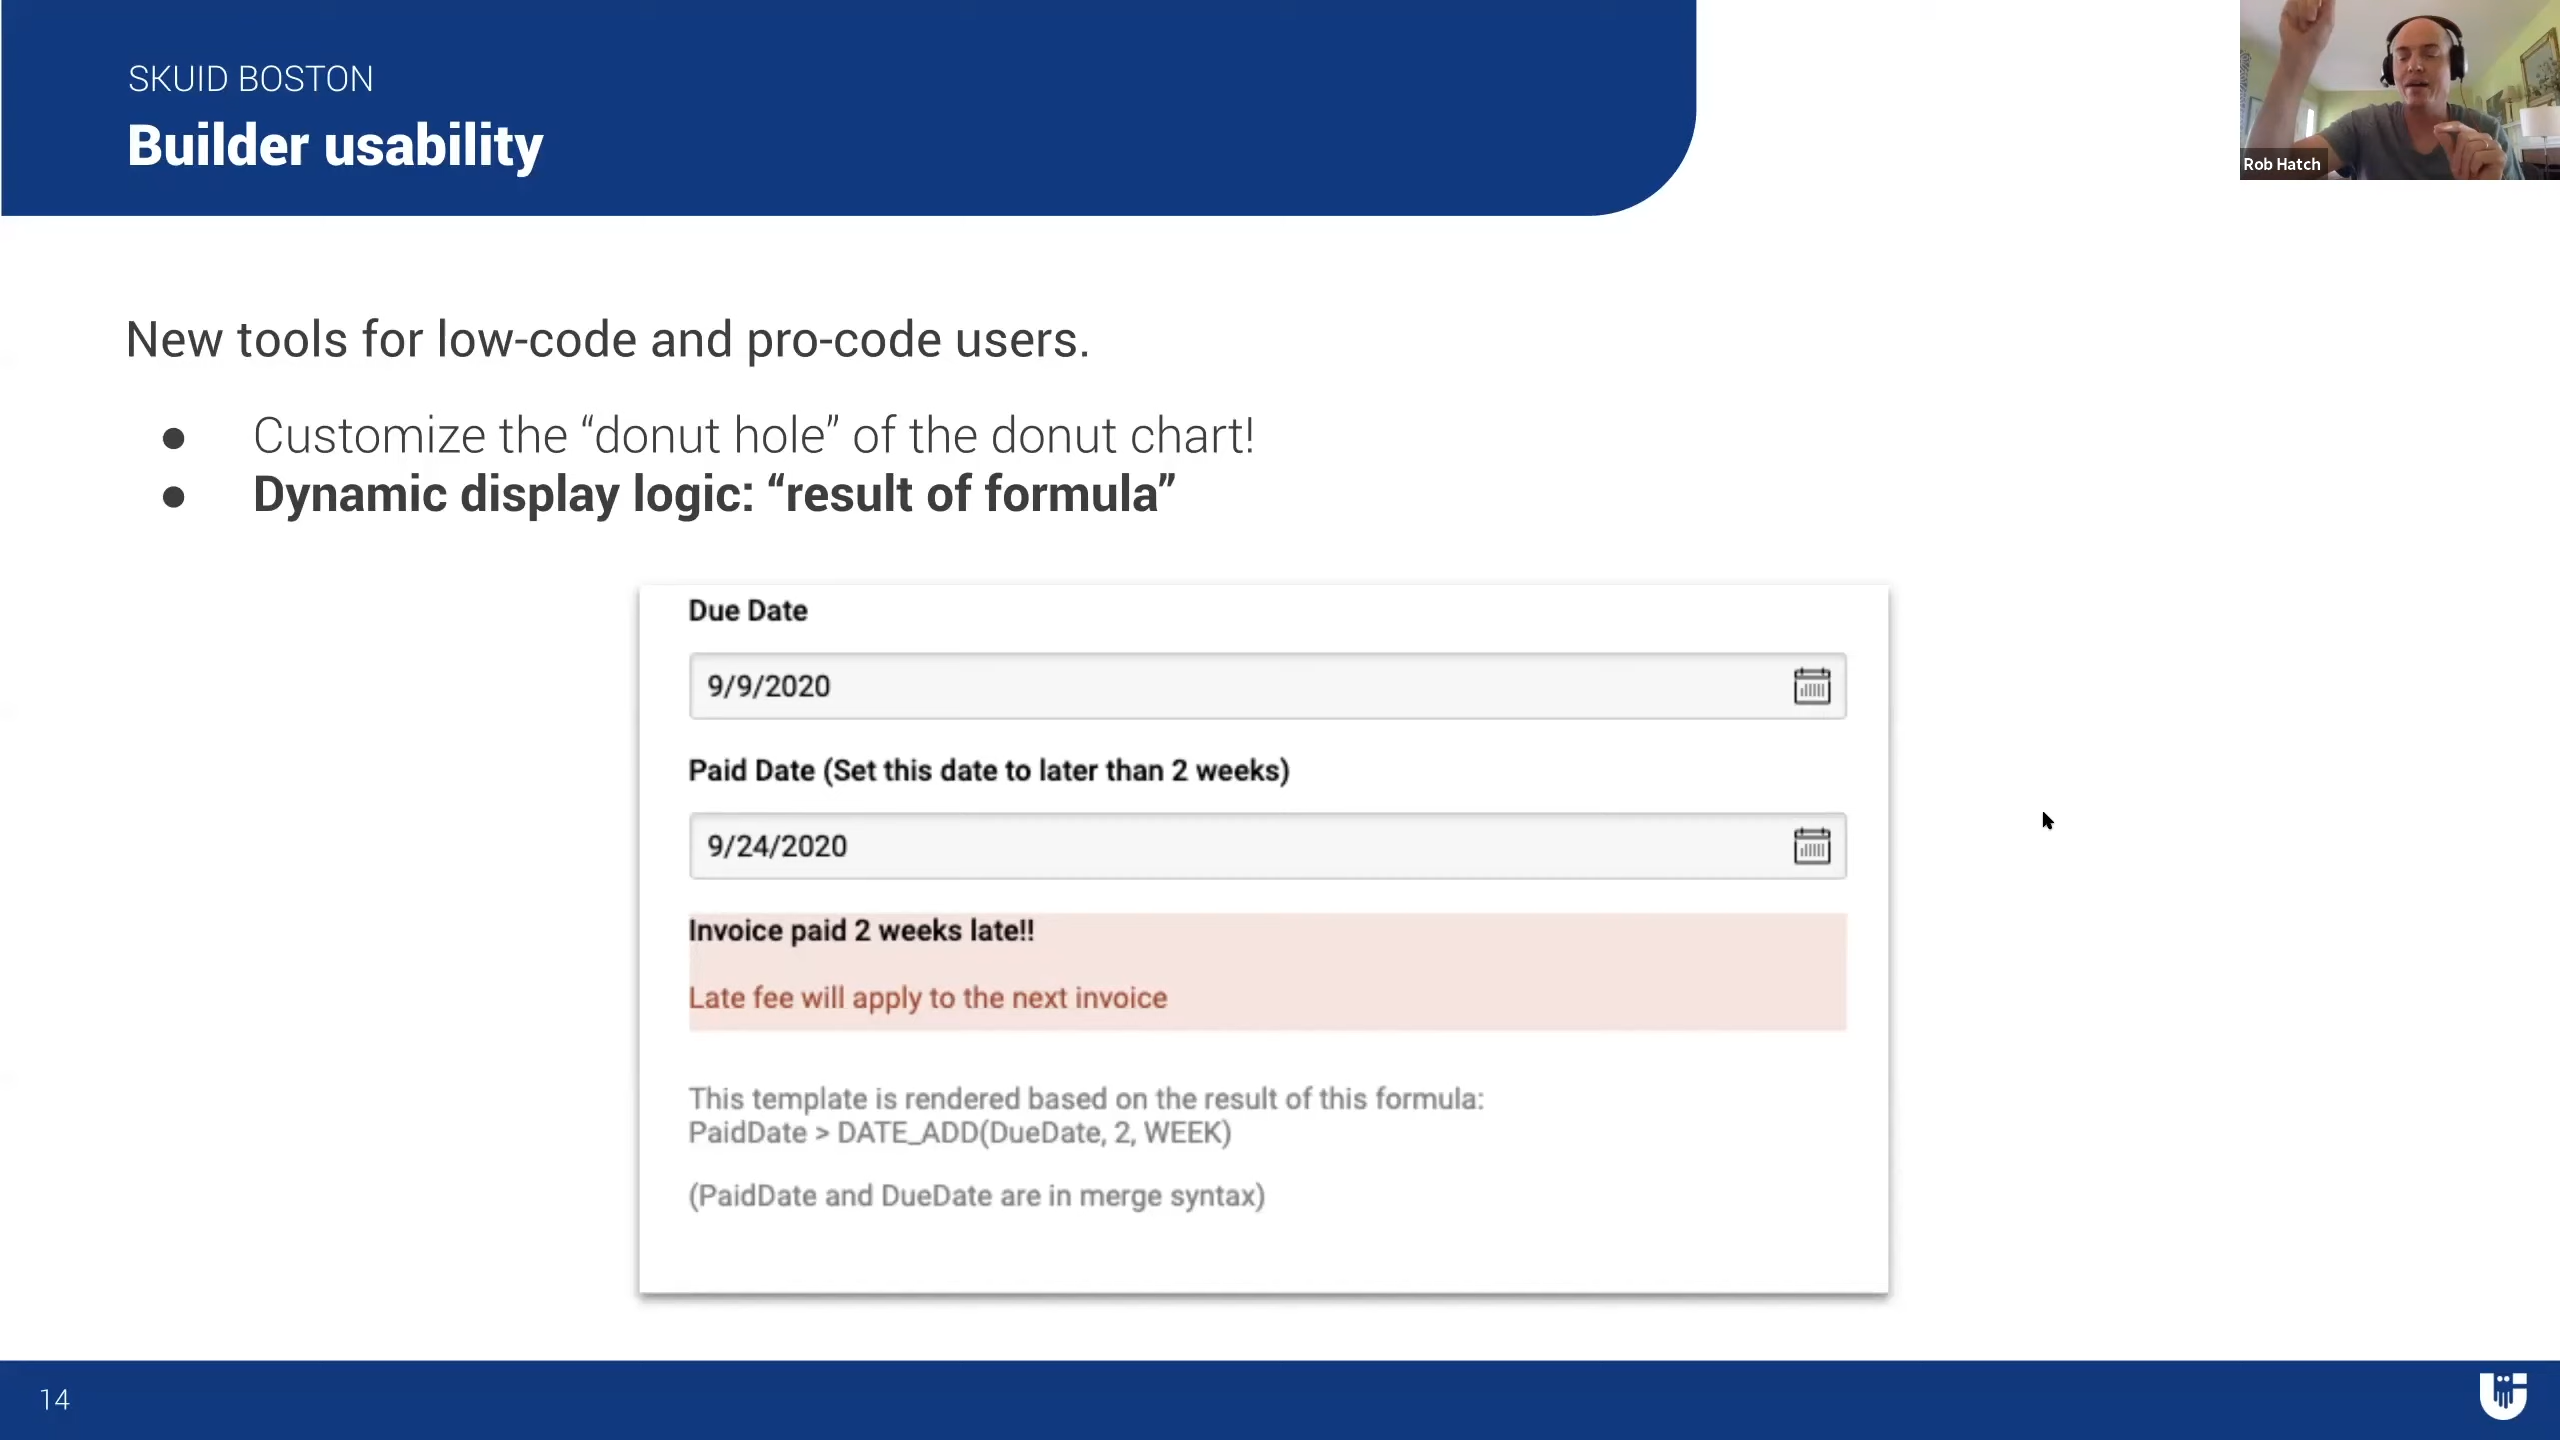 SKUID BOSTON
Builder usability
Rob Hatch
New tools for low-code and pro-code users.
● Customize the “donut hole” of the donut chart!
● Dynamic display logic: “result of formula”
Due Date
9/9/2020
Paid Date (Set this date to later than 2 weeks)
9/24/2020
Invoice paid 2 weeks late!!
Late fee will apply to the next invoice
This template is rendered based on the result of this formula:
PaidDate > DATE_ADD(DueDate, 2, WEEK)
(PaidDate and DueDate are in merge syntax)
14